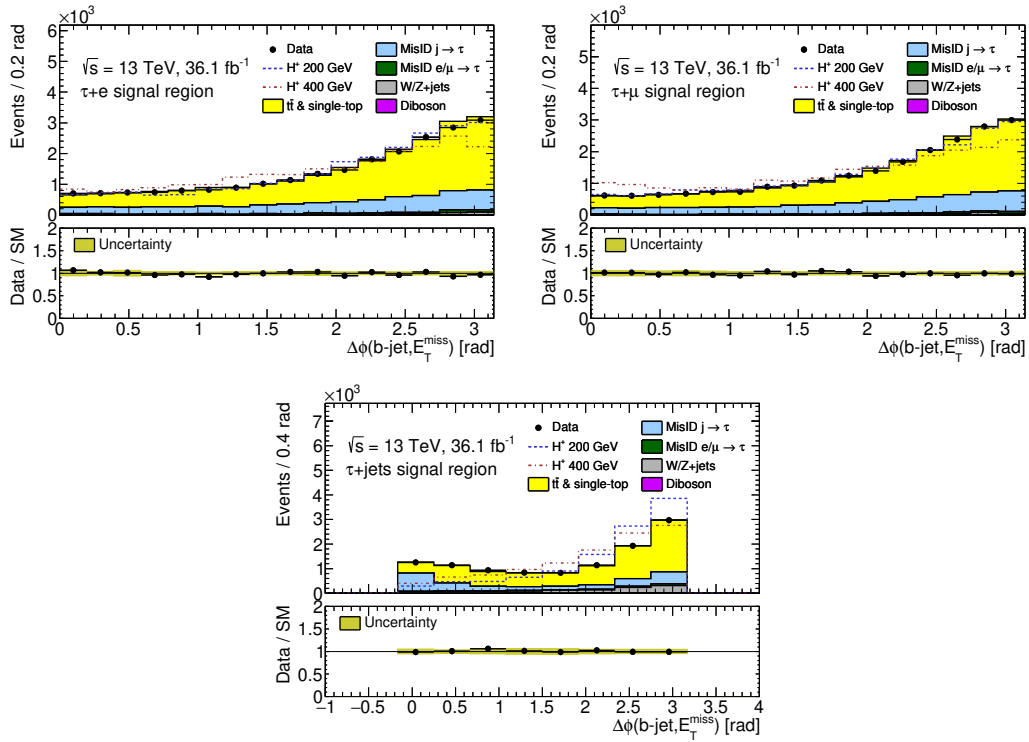 ×10³
Events / 0.2 rad
6
5
4
3
2
1
0
√s = 13 TeV, 36.1 fb⁻¹
τ+e signal region
Data
H⁺ 200 GeV
H⁺ 400 GeV
tt̄ & single-top
MisID j → τ
MisID e/μ → τ
W/Z+jets
Diboson
Data / SM
2
1.5
1
0.5
0
Uncertainty
0 0.5 1 1.5 2 2.5 3
Δϕ(b-jet,E_T^miss) [rad]
×10³
Events / 0.2 rad
6
5
4
3
2
1
0
√s = 13 TeV, 36.1 fb⁻¹
τ+μ signal region
Data
H⁺ 200 GeV
H⁺ 400 GeV
tt̄ & single-top
MisID j → τ
MisID e/μ → τ
W/Z+jets
Diboson
Data / SM
2
1.5
1
0.5
0
Uncertainty
0 0.5 1 1.5 2 2.5 3
Δϕ(b-jet,E_T^miss) [rad]
×10³
Events / 0.4 rad
7
6
5
4
3
2
1
0
√s = 13 TeV, 36.1 fb⁻¹
τ+jets signal region
Data
H⁺ 200 GeV
H⁺ 400 GeV
tt̄ & single-top
MisID j → τ
MisID e/μ → τ
W/Z+jets
Diboson
Data / SM
2
1.5
1
0.5
0
Uncertainty
−1 −0.5 0 0.5 1 1.5 2 2.5 3 3.5 4
Δϕ(b-jet,E_T^miss) [rad]